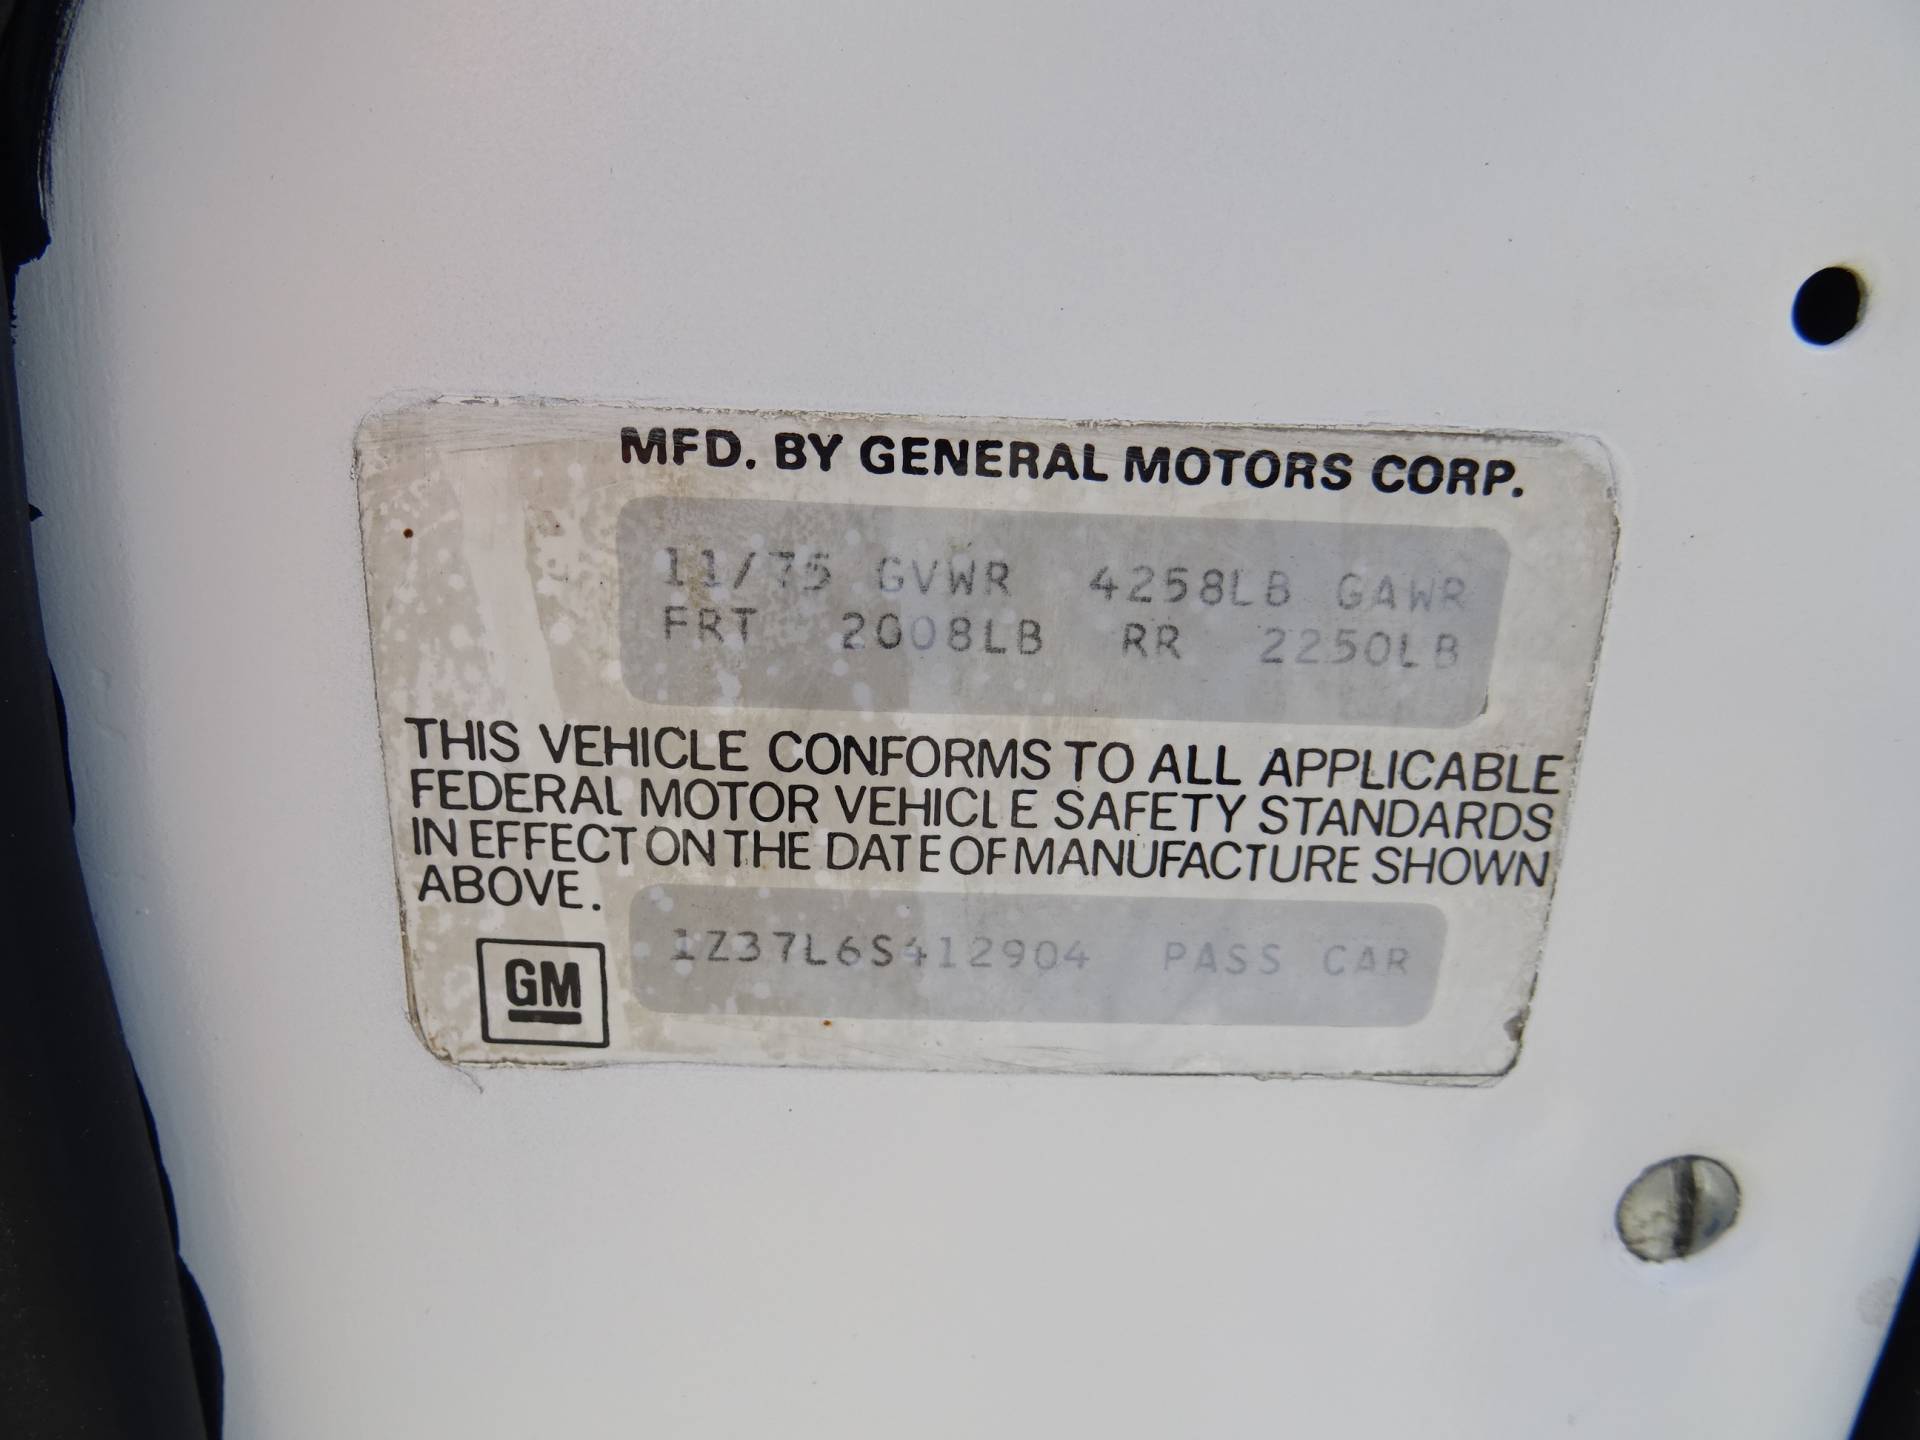 MFD. BY GENERAL MOTORS CORP.
11/75 GVWR 4258LB GAWR
FRT 2008LB RR 2250LB
THIS VEHICLE CONFORMS TO ALL APPLICABLE
FEDERAL MOTOR VEHICLE SAFETY STANDARDS
IN EFFECT ON THE DATE OF MANUFACTURE SHOWN
ABOVE.
1Z37L6S412904 PASS CAR
GM